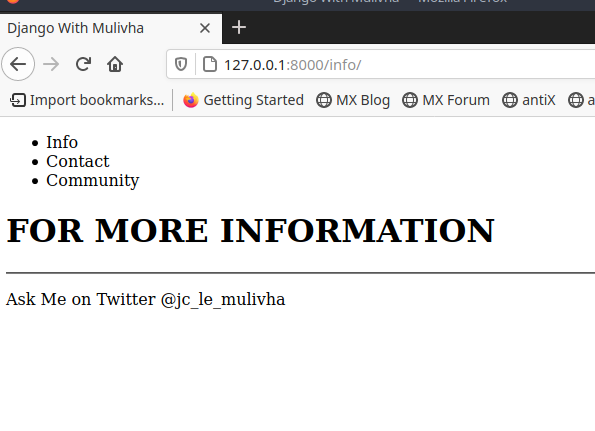 Django With Mulivha — Mozilla Firefox
Django With Mulivha
127.0.0.1:8000/info/
Import bookmarks... Getting Started MX Blog MX Forum antiX a
Info
Contact
Community
FOR MORE INFORMATION
Ask Me on Twitter @jc_le_mulivha